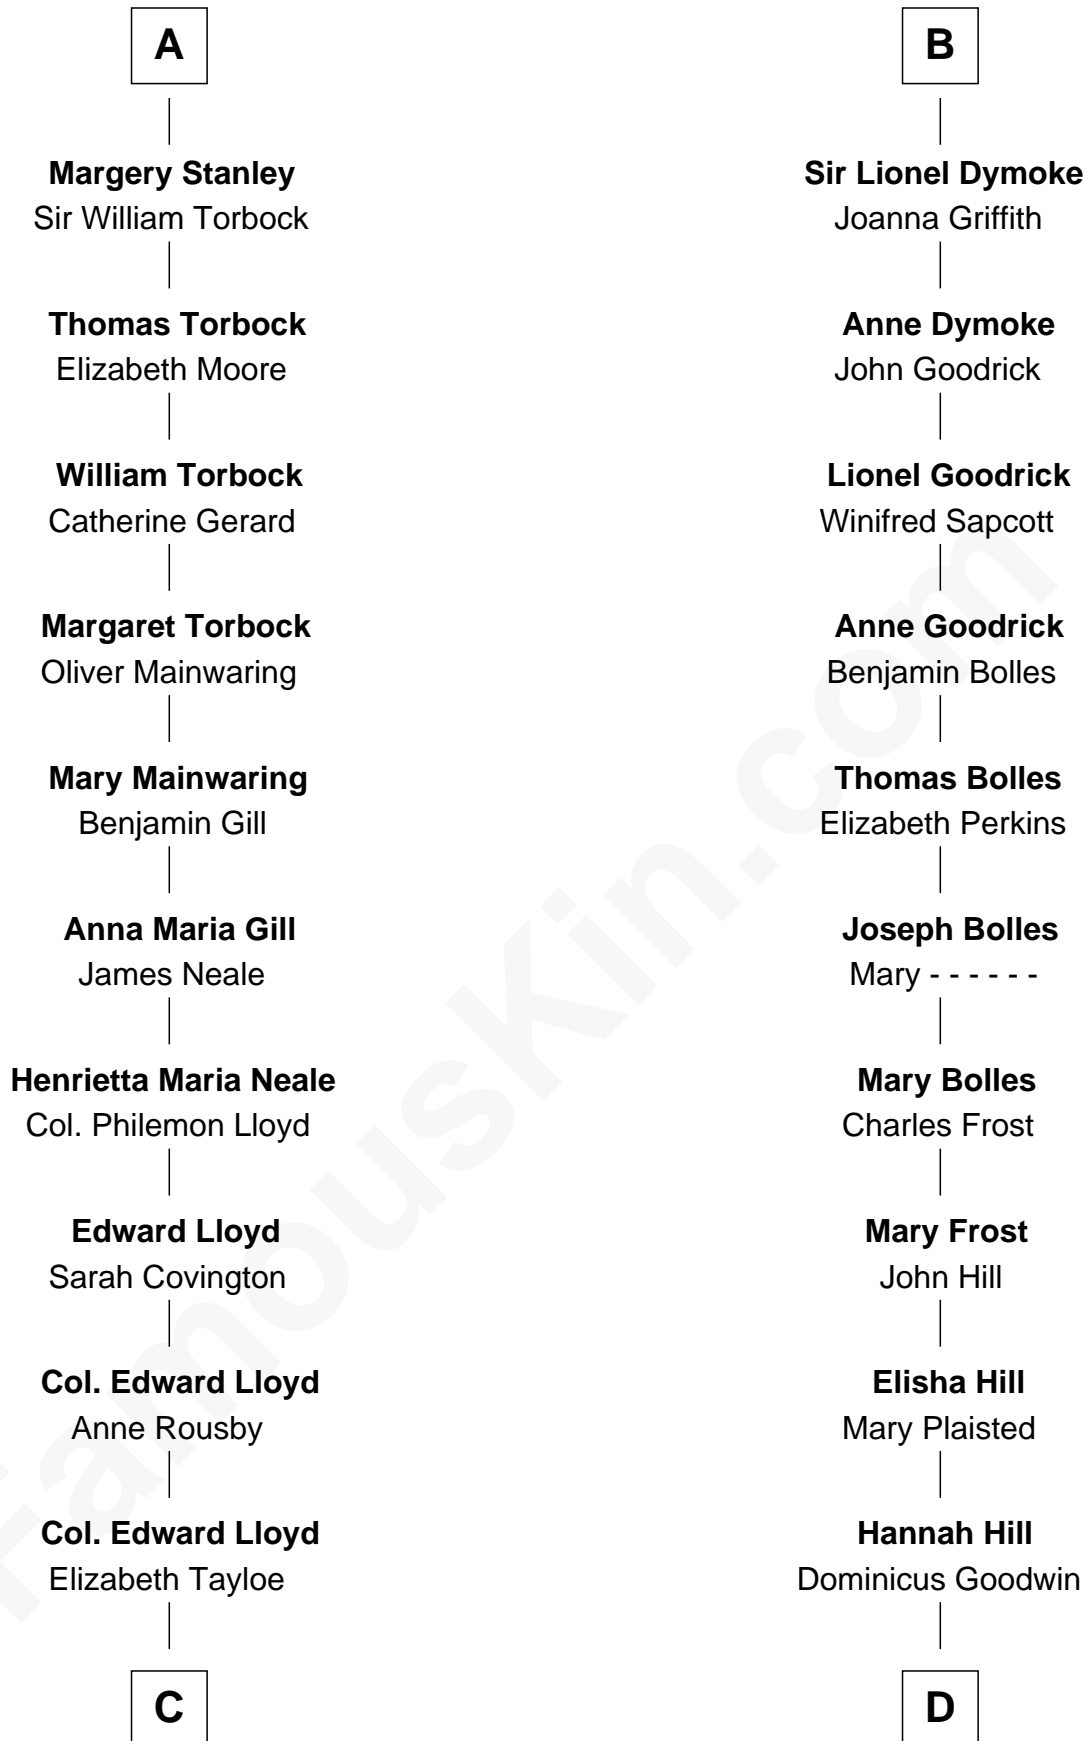 A
Margery Stanley
Sir William Torbock
Thomas Torbock
Elizabeth Moore
William Torbock
Catherine Gerard
Margaret Torbock
Oliver Mainwaring
Mary Mainwaring
Benjamin Gill
Anna Maria Gill
James Neale
Henrietta Maria Neale
Col. Philemon Lloyd
Edward Lloyd
Sarah Covington
Col. Edward Lloyd
Anne Rousby
Col. Edward Lloyd
Elizabeth Tayloe
C
B
Sir Lionel Dymoke
Joanna Griffith
Anne Dymoke
John Goodrick
Lionel Goodrick
Winifred Sapcott
Anne Goodrick
Benjamin Bolles
Thomas Bolles
Elizabeth Perkins
Joseph Bolles
Mary - - - - - -
Mary Bolles
Charles Frost
Mary Frost
John Hill
Elisha Hill
Mary Plaisted
Hannah Hill
Dominicus Goodwin
D
FamousKin.com